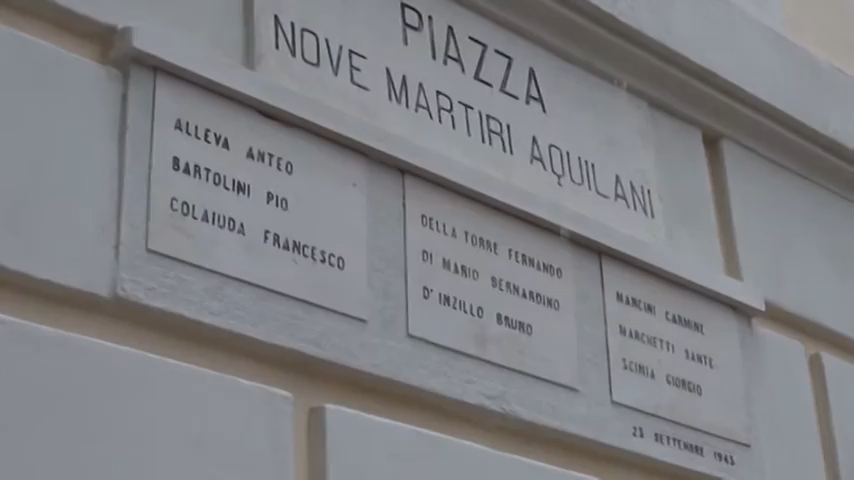 PIAZZA
NOVE MARTIRI AQUILANI
ALLEVA ANTEO
BARTOLINI PIO
COLAIUDA FRANCESCO
DELLA TORRE FERNANDO
DI MARIO BERNARDINO
D'INZILLO BRUNO
MANCINI CARMINE
MARCHETTI SANTE
SCIMIA GIORGIO
23 SETTEMBRE 1943